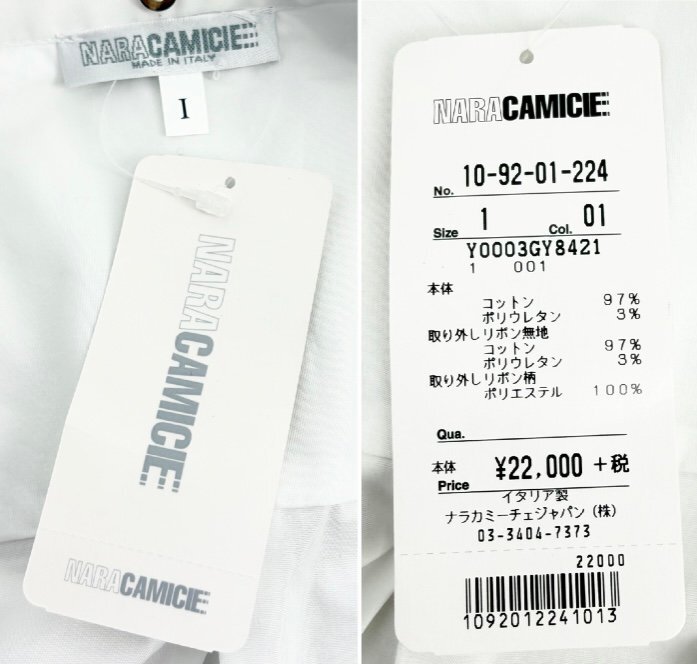 NARACAMICIE
MADE IN ITALY
I
NARACAMICIE
NARACAMICIE
NARACAMICIE
No. 10-92-01-224
Size 1 Col. 01
Y0003GY8421
1 001
本体
コットン 97%
ポリウレタン 3%
取り外しリボン無地
コットン 97%
ポリウレタン 3%
取り外しリボン柄
ポリエステル 100%
Qua.
本体
Price ¥22,000 +税
イタリア製
ナラカミーチェジャパン(株)
03-3404-7373
22000
1092012241013